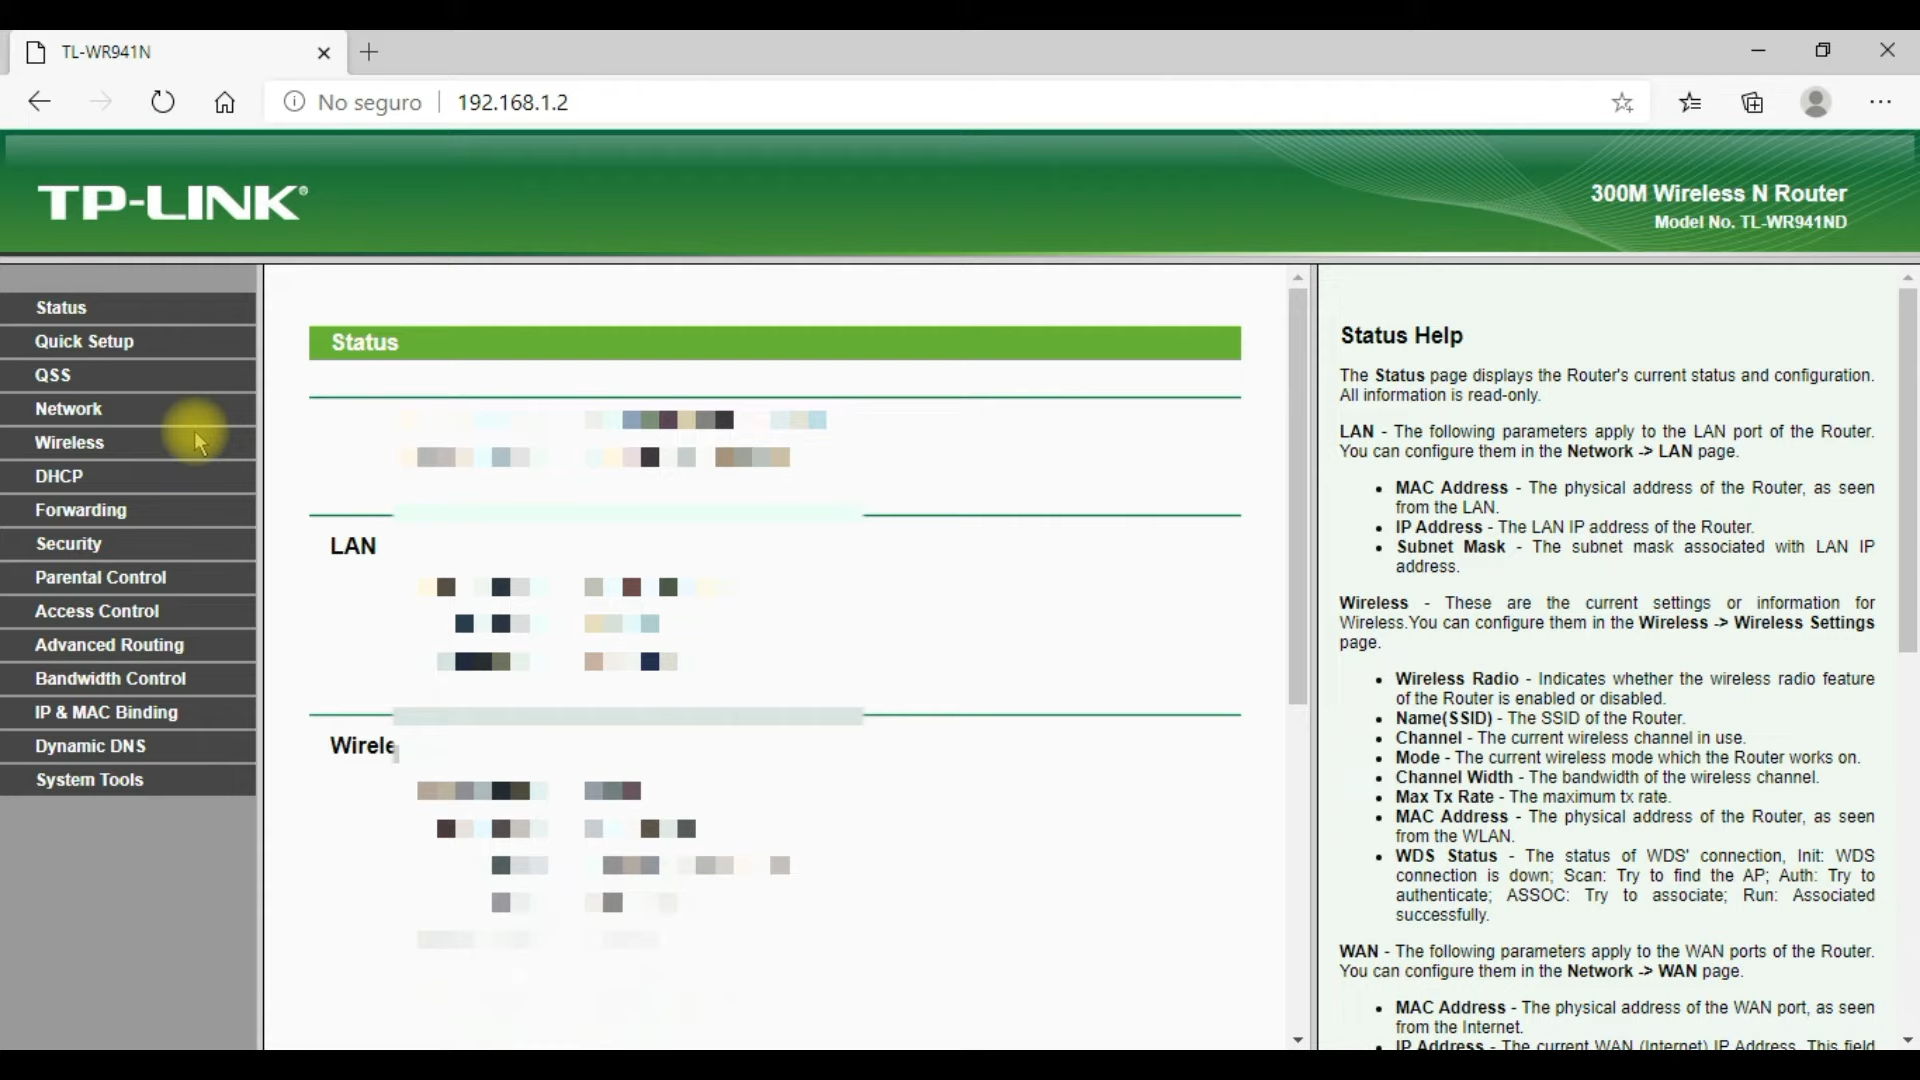 TL-WR941N
No seguro
192.168.1.2
TP-LINK®
300M Wireless N Router
Model No. TL-WR941ND
Status
Quick Setup
QSS
Network
Wireless
DHCP
Forwarding
Security
Parental Control
Access Control
Advanced Routing
Bandwidth Control
IP & MAC Binding
Dynamic DNS
System Tools
Status
LAN
Wirele
Status Help
The Status page displays the Router's current status and configuration.
All information is read-only.
LAN - The following parameters apply to the LAN port of the Router.
You can configure them in the Network -> LAN page.
• MAC Address - The physical address of the Router, as seen
from the LAN.
• IP Address - The LAN IP address of the Router.
• Subnet Mask - The subnet mask associated with LAN IP
address.
Wireless - These are the current settings or information for
Wireless.You can configure them in the Wireless -> Wireless Settings
page.
• Wireless Radio - Indicates whether the wireless radio feature
of the Router is enabled or disabled.
• Name(SSID) - The SSID of the Router.
• Channel - The current wireless channel in use.
• Mode - The current wireless mode which the Router works on.
• Channel Width - The bandwidth of the wireless channel.
• Max Tx Rate - The maximum tx rate.
• MAC Address - The physical address of the Router, as seen
from the WLAN.
• WDS Status - The status of WDS' connection, Init: WDS
connection is down; Scan: Try to find the AP; Auth: Try to
authenticate; ASSOC: Try to associate; Run: Associated
successfully.
WAN - The following parameters apply to the WAN ports of the Router.
You can configure them in the Network -> WAN page.
• MAC Address - The physical address of the WAN port, as seen
from the Internet.
• IP Address - The current WAN (Internet) IP Address. This field